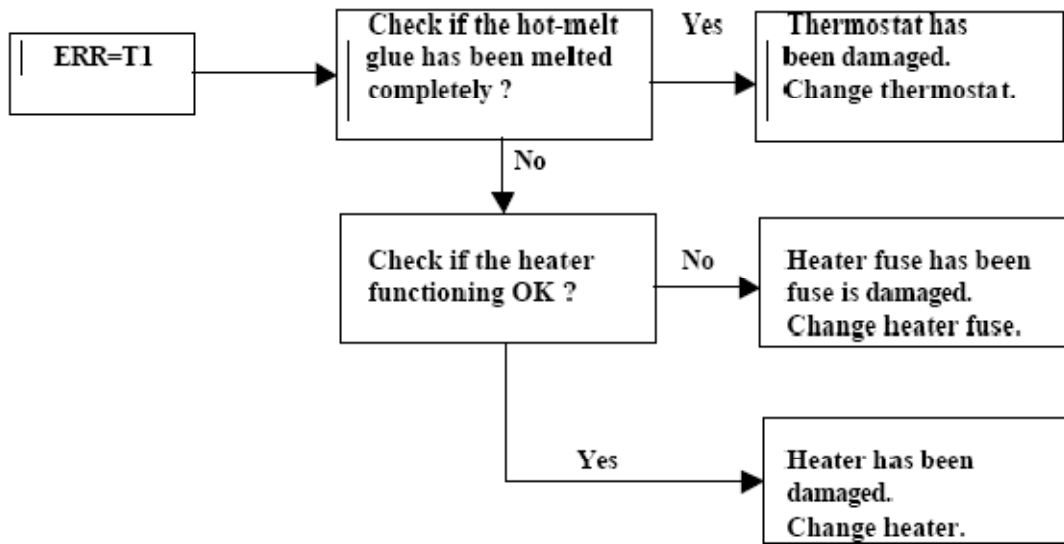 ERR=T1
Check if the hot-melt
glue has been melted
completely ?
Yes
Thermostat has
been damaged.
Change thermostat.
No
Check if the heater
functioning OK ?
No
Heater fuse has been
fuse is damaged.
Change heater fuse.
Yes
Heater has been
damaged.
Change heater.